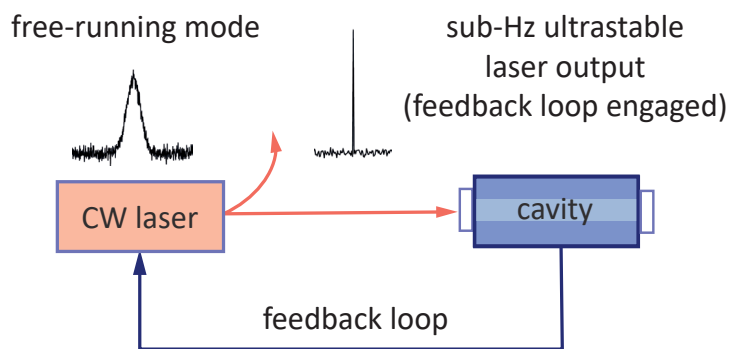 free-running mode
sub-Hz ultrastable
laser output
(feedback loop engaged)
CW laser
cavity
feedback loop